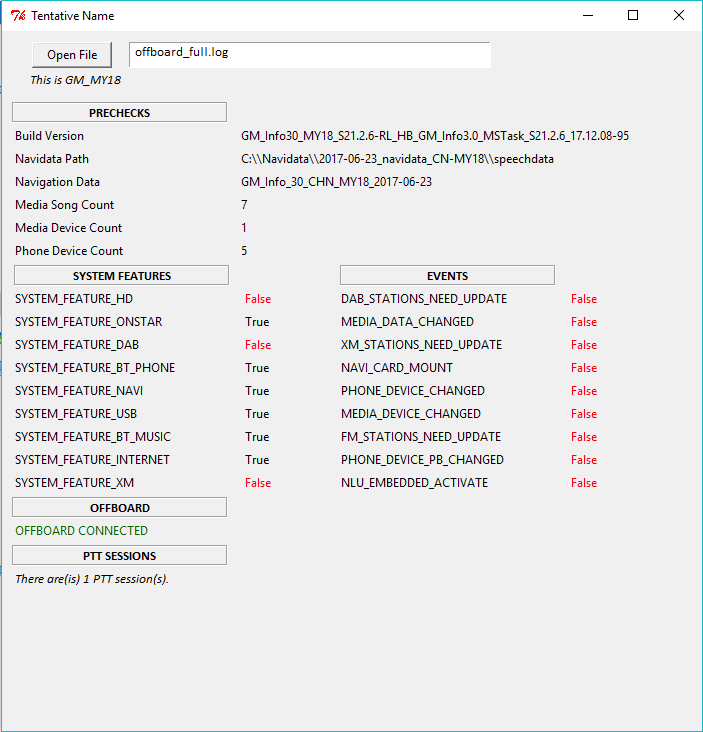 Tentative Name
Open File offboard_full.log
This is GM_MY18
PRECHECKS
Build Version GM_Info30_MY18_S21.2.6-RL_HB_GM_Info3.0_MSTask_S21.2.6_17.12.08-95
Navidata Path C:\\Navidata\\2017-06-23_navidata_CN-MY18\\speechdata
Navigation Data GM_Info_30_CHN_MY18_2017-06-23
Media Song Count 7
Media Device Count 1
Phone Device Count 5
SYSTEM FEATURES EVENTS
SYSTEM_FEATURE_HD False DAB_STATIONS_NEED_UPDATE False
SYSTEM_FEATURE_ONSTAR True MEDIA_DATA_CHANGED False
SYSTEM_FEATURE_DAB False XM_STATIONS_NEED_UPDATE False
SYSTEM_FEATURE_BT_PHONE True NAVI_CARD_MOUNT False
SYSTEM_FEATURE_NAVI True PHONE_DEVICE_CHANGED False
SYSTEM_FEATURE_USB True MEDIA_DEVICE_CHANGED False
SYSTEM_FEATURE_BT_MUSIC True FM_STATIONS_NEED_UPDATE False
SYSTEM_FEATURE_INTERNET True PHONE_DEVICE_PB_CHANGED False
SYSTEM_FEATURE_XM False NLU_EMBEDDED_ACTIVATE False
OFFBOARD
OFFBOARD CONNECTED
PTT SESSIONS
There are(is) 1 PTT session(s).